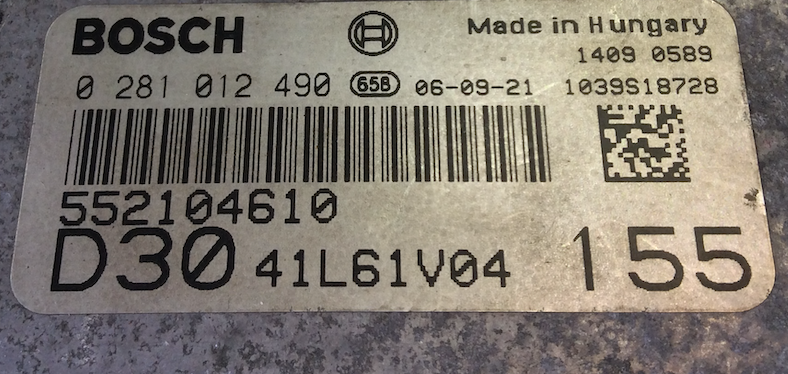 BOSCH Made in Hungary
1409 0589
0 281 012 490 658 06-09-21 1039S18728
552104610
D30 41L61V04 155